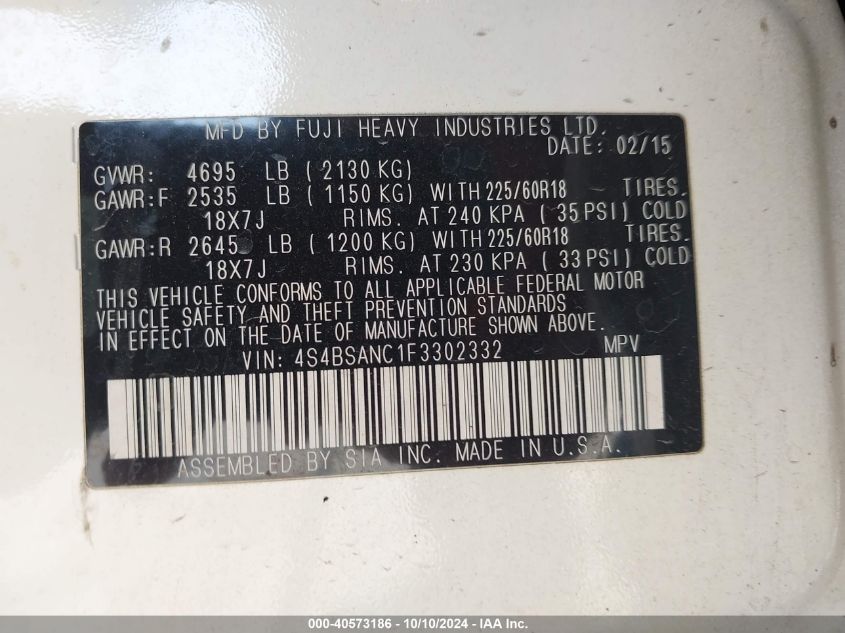 MFD BY FUJI HEAVY INDUSTRIES LTD.
DATE: 02/15
GVWR: 4695 LB ( 2130 KG)
GAWR:F 2535 LB ( 1150 KG) WITH 225/60R18 TIRES.
18X7J RIMS. AT 240 KPA ( 35 PSI) COLD
GAWR:R 2645 LB ( 1200 KG) WITH 225/60R18 TIRES.
18X7J RIMS. AT 230 KPA ( 33 PSI) COLD
THIS VEHICLE CONFORMS TO ALL APPLICABLE FEDERAL MOTOR
VEHICLE SAFETY AND THEFT PREVENTION STANDARDS
IN EFFECT ON THE DATE OF MANUFACTURE SHOWN ABOVE.
VIN: 4S4BSANC1F3302332 MPV
ASSEMBLED BY SIA INC. MADE IN U.S.A.
000-40573186 - 10/10/2024 - IAA Inc.